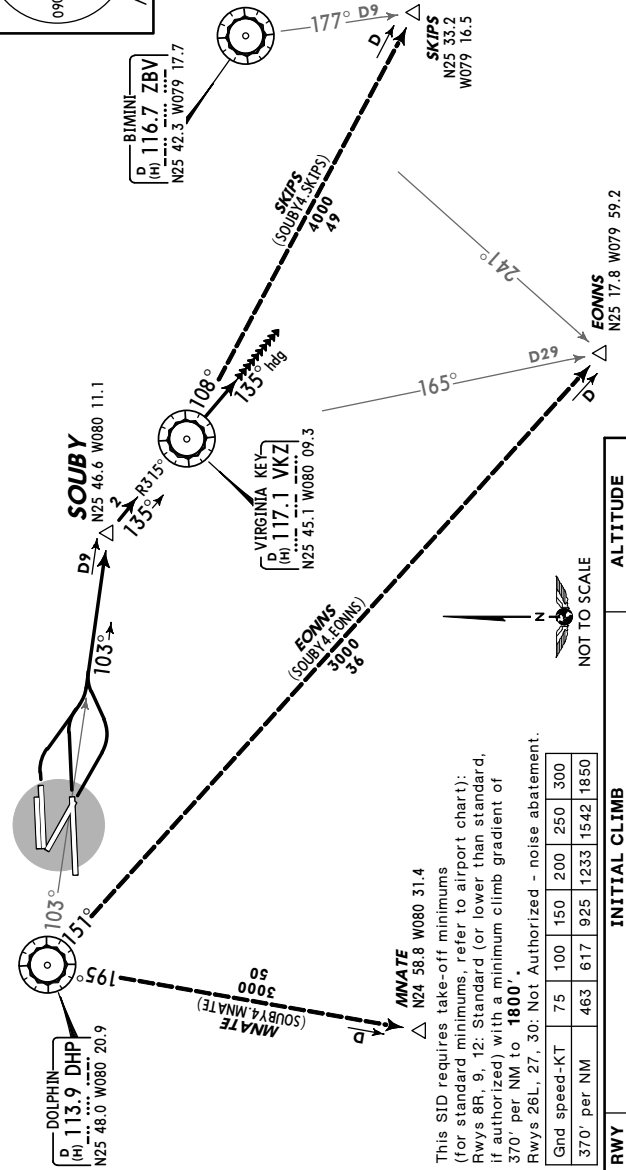 090
177° D9
SKIPS
N25 33.2
W079 16.5
D
BIMINI
D
(H) 116.7 ZBV
N25 42.3 W079 17.7
SKIPS
(SOUBY4.SKIPS)
4000
49
241°
EONNS
N25 17.8 W079 59.2
D29
165°
D
108°
135° hdg
SOUBY
N25 46.6 W080 11.1
D9
2
R315°
135°
VIRGINIA KEY
D
(H) 117.1 VKZ
N25 45.1 W080 09.3
103°
103°
EONNS
(SOUBY4.EONNS)
3000
36
151°
195°
DOLPHIN
D
(H) 113.9 DHP
N25 48.0 W080 20.9
MNATE
(SOUBY4.MNATE)
3000
50
D
MNATE
N24 58.8 W080 31.4
N
NOT TO SCALE
This SID requires take-off minimums
(for standard minimums, refer to airport chart):
Rwys 8R, 9, 12: Standard (or lower than standard,
if authorized) with a minimum climb gradient of
370' per NM to 1800'.
Rwys 26L, 27, 30: Not Authorized - noise abatement.
Gnd speed-KT 75 100 150 200 250 300
370' per NM 463 617 925 1233 1542 1850
RWY INITIAL CLIMB ALTITUDE